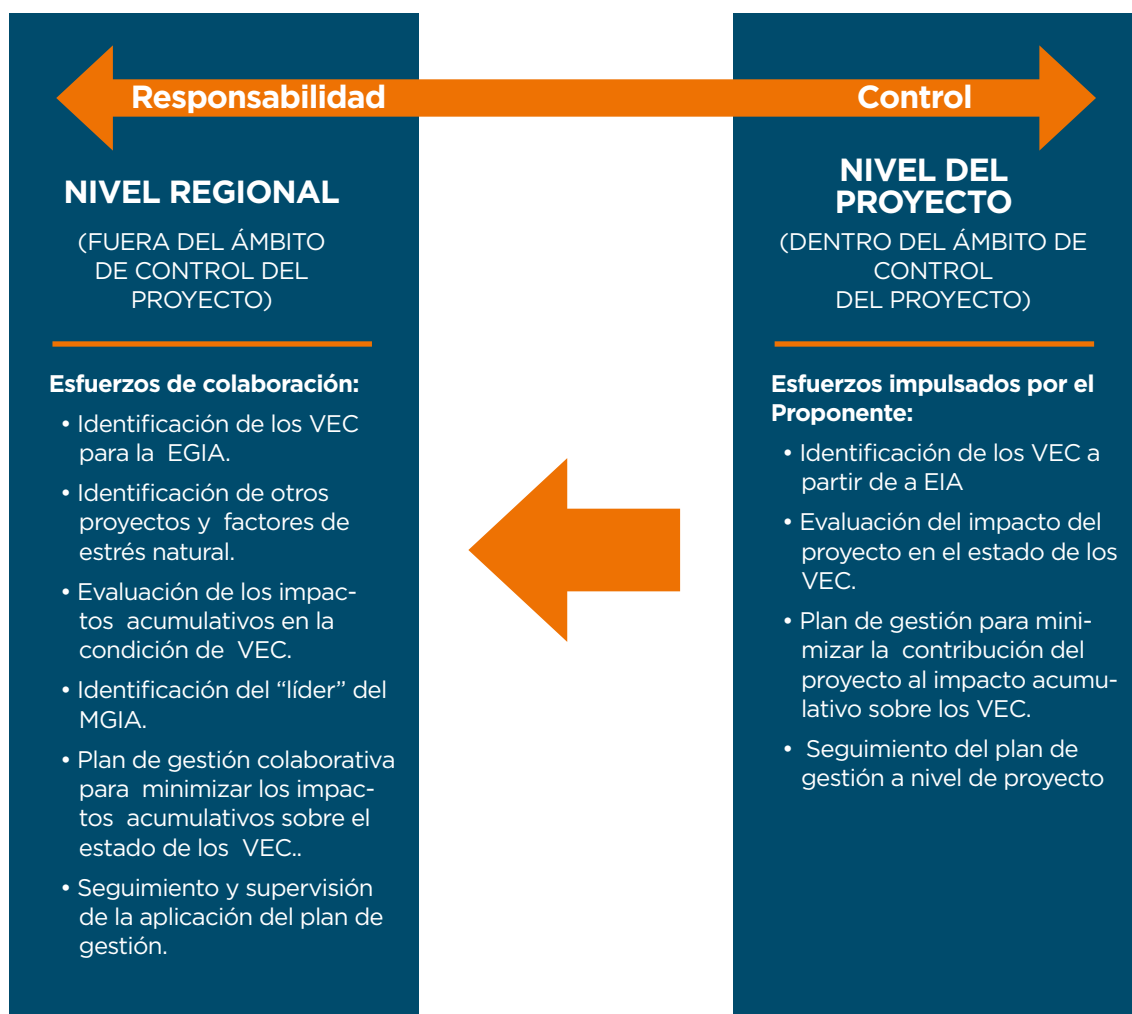 Responsabilidad
Control
NIVEL REGIONAL
(FUERA DEL ÁMBITO
DE CONTROL DEL
PROYECTO)
Esfuerzos de colaboración:
• Identificación de los VEC
para la EGIA.
• Identificación de otros
proyectos y factores de
estrés natural.
• Evaluación de los impac-
tos acumulativos en la
condición de VEC.
• Identificación del “líder” del
MGIA.
• Plan de gestión colaborativa
para minimizar los impac-
tos acumulativos sobre el
estado de los VEC..
• Seguimiento y supervisión
de la aplicación del plan de
gestión.
NIVEL DEL
PROYECTO
(DENTRO DEL ÁMBITO DE
CONTROL
DEL PROYECTO)
Esfuerzos impulsados por el
Proponente:
• Identificación de los VEC a
partir de a EIA
• Evaluación del impacto del
proyecto en el estado de los
VEC.
• Plan de gestión para mini-
mizar la contribución del
proyecto al impacto acumu-
lativo sobre los VEC.
• Seguimiento del plan de
gestión a nivel de proyecto